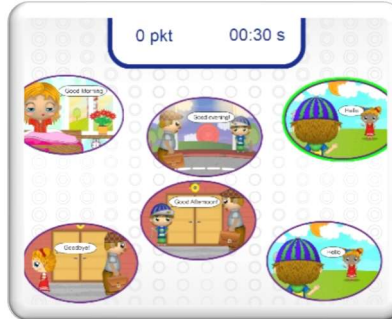 0 pkt 00:30 s
Good Morning
Good evening!
Hello
Good Afternoon!
Goodbye!
Hello